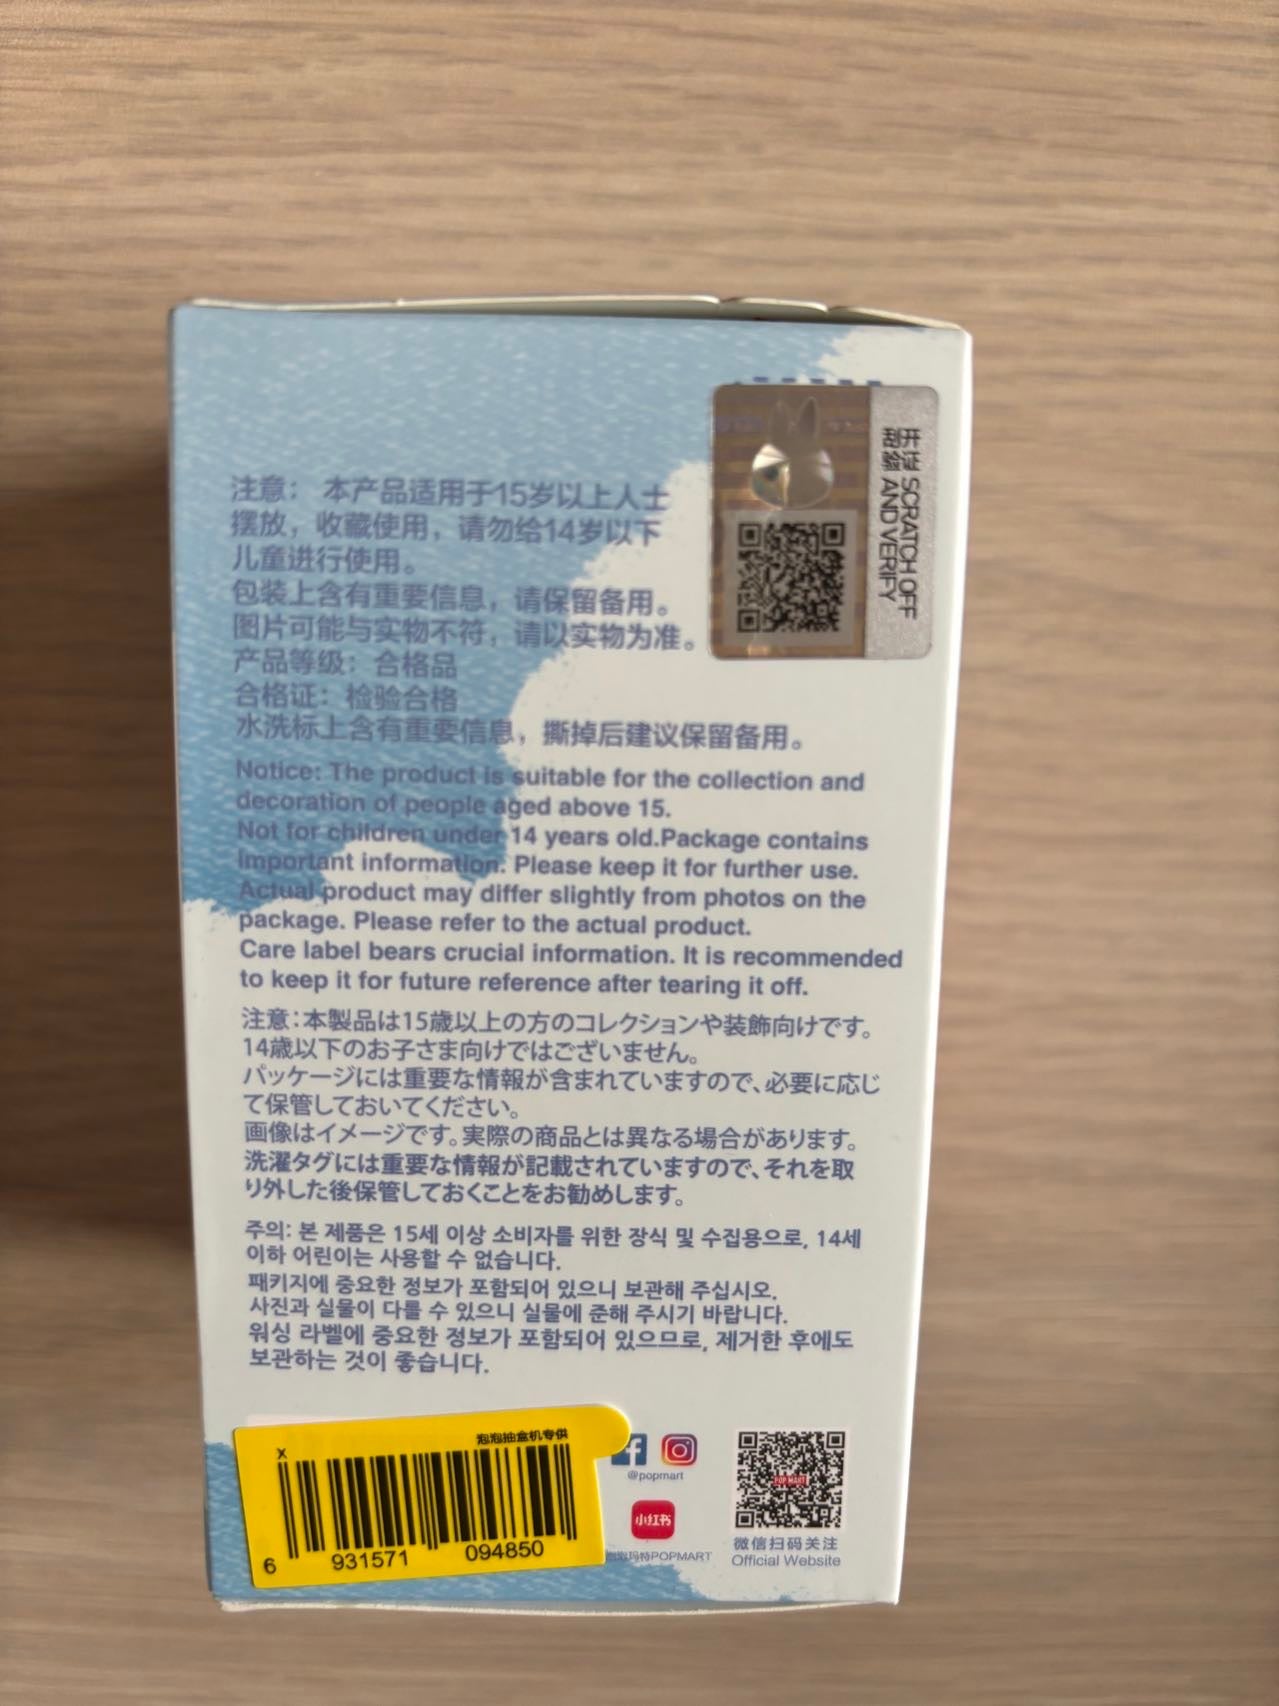 刮开
验证
SCRATCH OFF
AND VERIFY
注意： 本产品适用于15岁以上人士
摆放，收藏使用，请勿给14岁以下
儿童进行使用。
包装上含有重要信息，请保留备用。
图片可能与实物不符，请以实物为准。
产品等级：合格品
合格证：检验合格
水洗标上含有重要信息，撕掉后建议保留备用。
Notice: The product is suitable for the collection and
decoration of people aged above 15.
Not for children under 14 years old.Package contains
important information. Please keep it for further use.
Actual product may differ slightly from photos on the
package. Please refer to the actual product.
Care label bears crucial information. It is recommended
to keep it for future reference after tearing it off.
注意：本製品は15歳以上の方のコレクションや装飾向けです。
14歳以下のお子さま向けではございません。
パッケージには重要な情報が含まれていますので、必要に応じ
て保管しておいてください。
画像はイメージです。実際の商品とは異なる場合があります。
洗濯タグには重要な情報が記載されていますので、それを取
り外した後保管しておくことをお勧めします。
주의: 본 제품은 15세 이상 소비자를 위한 장식 및 수집용으로, 14세
이하 어린이는 사용할 수 없습니다.
패키지에 중요한 정보가 포함되어 있으니 보관해 주십시오.
사진과 실물이 다를 수 있으니 실물에 준해 주시기 바랍니다.
워싱 라벨에 중요한 정보가 포함되어 있으므로, 제거한 후에도
보관하는 것이 좋습니다.
泡泡抽盒机专供
X
6 931571 094850
@popmart
小红书
泡泡玛特POPMART
POP MART
微信扫码关注
Official Website